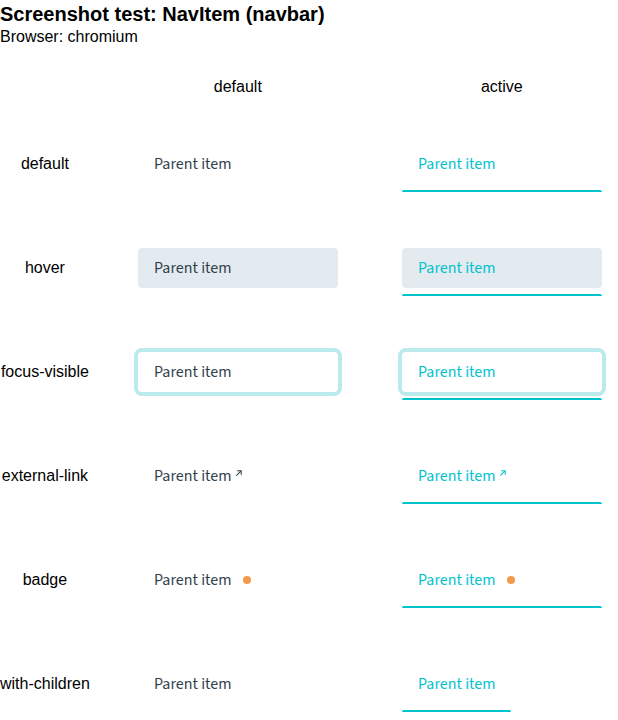 Screenshot test: NavItem (navbar)
Browser: chromium
default active
default Parent item Parent item
hover Parent item Parent item
focus-visible Parent item Parent item
external-link Parent item ↗ Parent item ↗
badge Parent item Parent item
with-children Parent item Parent item